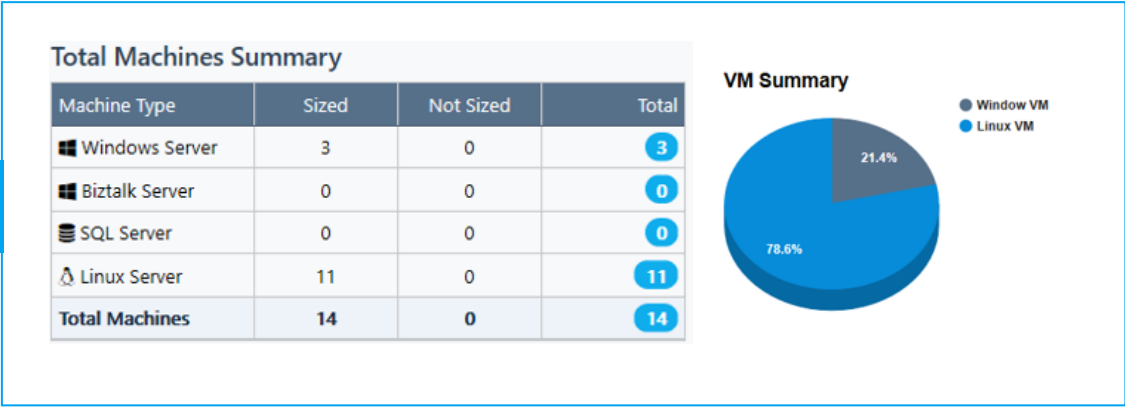 Total Machines Summary
Machine Type Sized Not Sized Total
Windows Server 3 0 3
Biztalk Server 0 0 0
SQL Server 0 0 0
Linux Server 11 0 11
Total Machines 14 0 14
VM Summary
Window VM
Linux VM
21.4%
78.6%